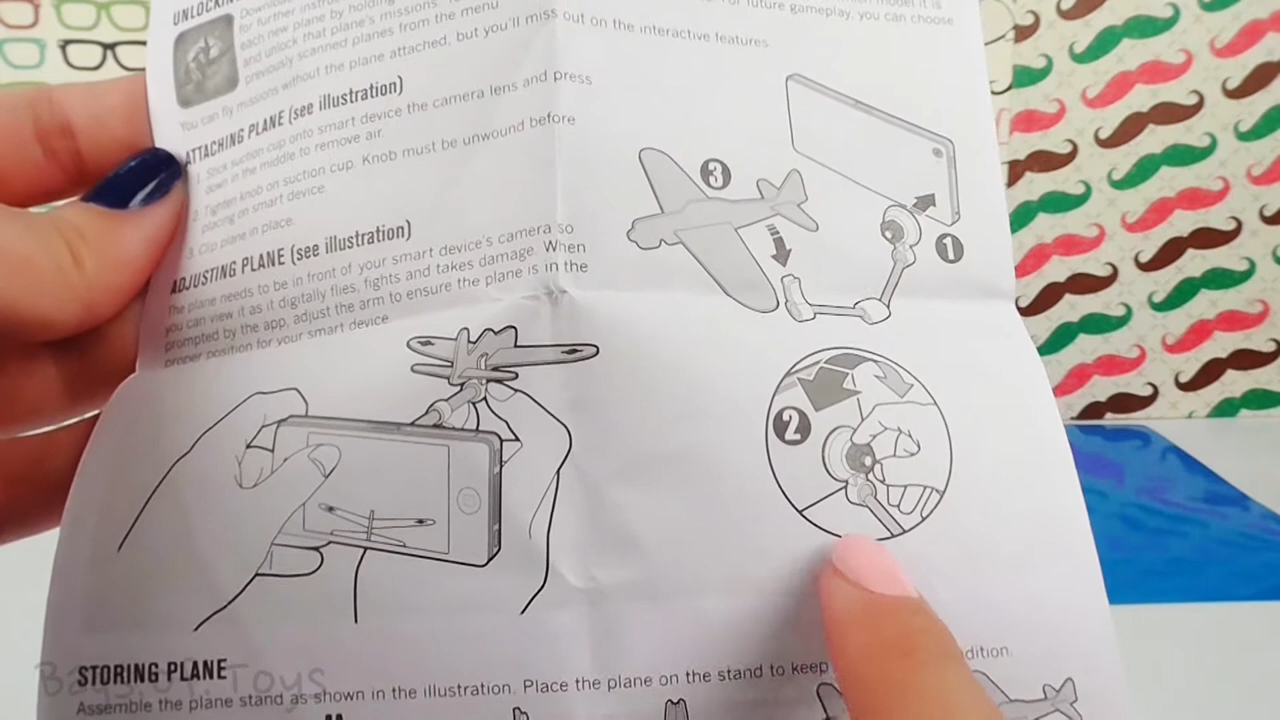 UNLOCKIN
for further instru
each new plane by holding
and unlock that plane's missions
previously scanned planes from the menu
future gameplay, you can choose
You can fly missions without the plane attached, but you'll miss out on the interactive features
ATTACHING PLANE (see illustration)
1. Stick suction cup onto smart device the camera lens and press
down in the middle to remove air.
2. Tighten knob on suction cup. Knob must be unwound before
placing on smart device.
3. Clip plane in place.
ADJUSTING PLANE (see illustration)
The plane needs to be in front of your smart device's camera so
you can view it as it digitally flies, fights and takes damage. When
prompted by the app, adjust the arm to ensure the plane is in the
proper position for your smart device
3
1
2
STORING PLANE
Assemble the plane stand as shown in the illustration. Place the plane on the stand to keep dition.
Bags.of.Toys